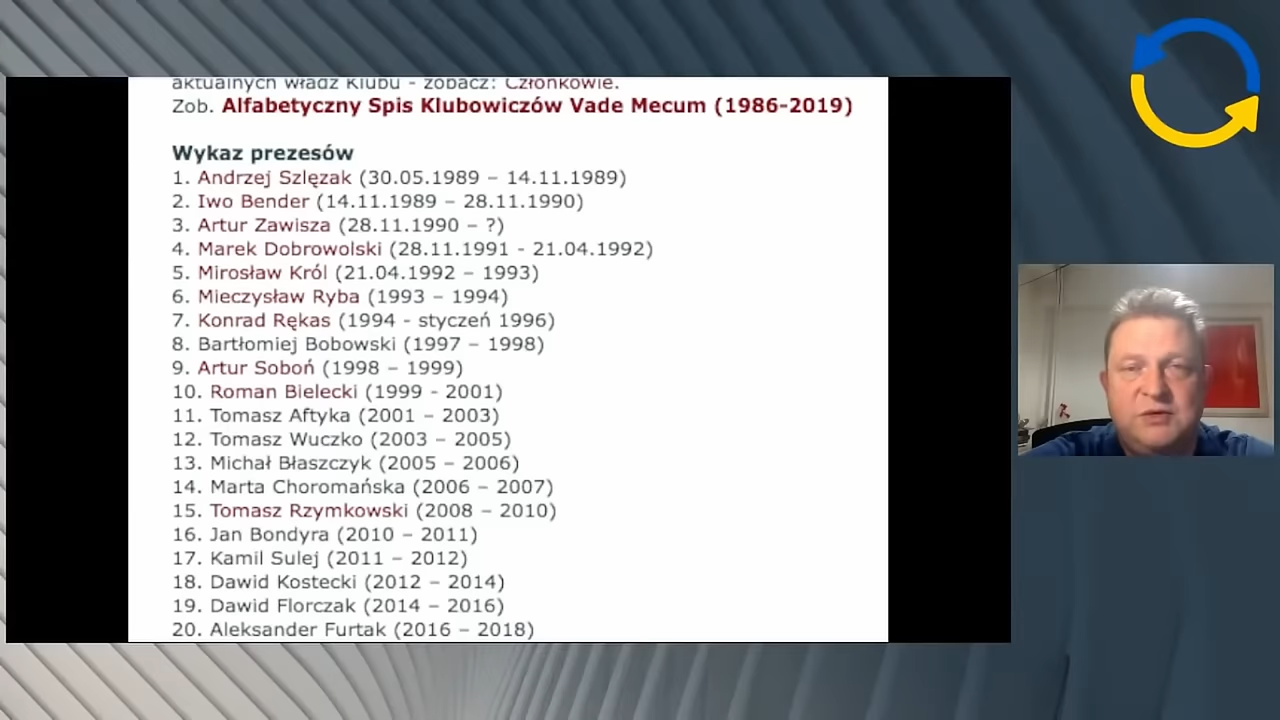 aktualnych władz Klubu - zobacz: Członkowie.
Zob. Alfabetyczny Spis Klubowiczów Vade Mecum (1986-2019)
Wykaz prezesów
1. Andrzej Szlęzak (30.05.1989 – 14.11.1989)
2. Iwo Bender (14.11.1989 – 28.11.1990)
3. Artur Zawisza (28.11.1990 – ?)
4. Marek Dobrowolski (28.11.1991 - 21.04.1992)
5. Mirosław Król (21.04.1992 – 1993)
6. Mieczysław Ryba (1993 – 1994)
7. Konrad Rękas (1994 - styczeń 1996)
8. Bartłomiej Bobowski (1997 – 1998)
9. Artur Soboń (1998 – 1999)
10. Roman Bielecki (1999 - 2001)
11. Tomasz Aftyka (2001 – 2003)
12. Tomasz Wuczko (2003 – 2005)
13. Michał Błaszczyk (2005 – 2006)
14. Marta Choromańska (2006 – 2007)
15. Tomasz Rzymkowski (2008 – 2010)
16. Jan Bondyra (2010 – 2011)
17. Kamil Sulej (2011 – 2012)
18. Dawid Kostecki (2012 – 2014)
19. Dawid Florczak (2014 – 2016)
20. Aleksander Furtak (2016 – 2018)